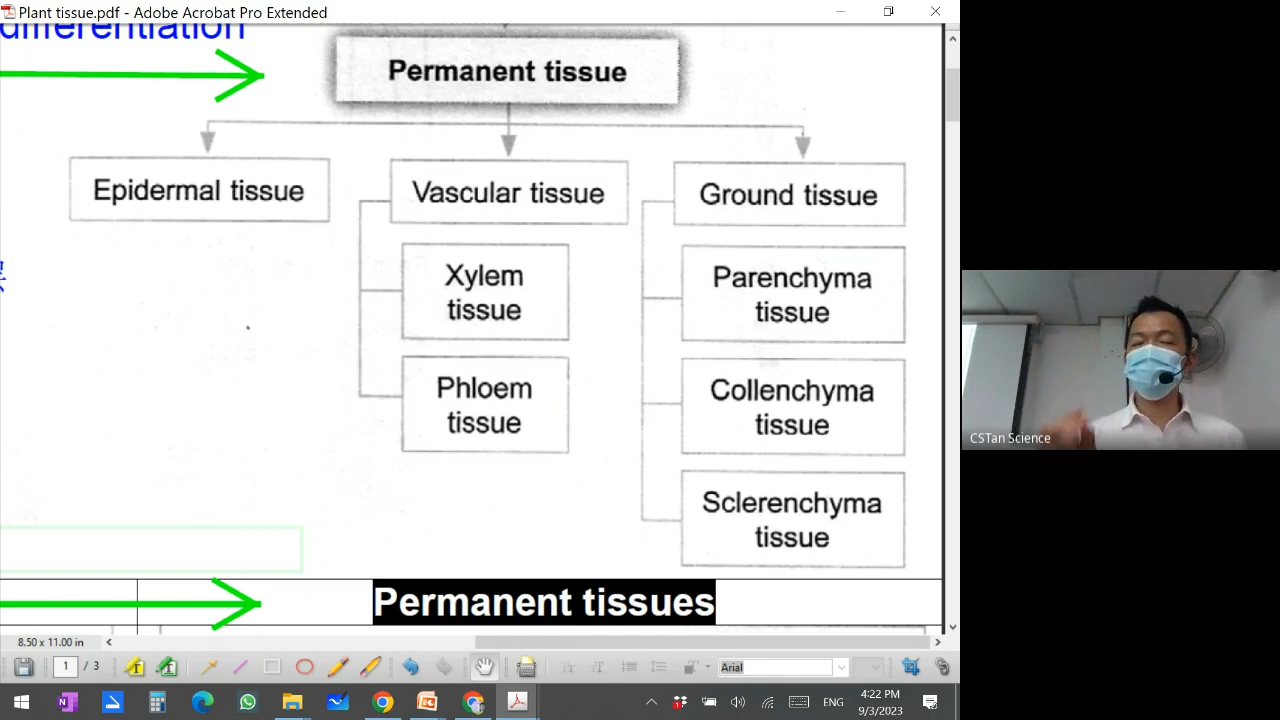 Plant tissue.pdf - Adobe Acrobat Pro Extended
differentiation
Permanent tissue
Epidermal tissue
Vascular tissue
Ground tissue
Xylem
tissue
Phloem
tissue
Parenchyma
tissue
Collenchyma
tissue
Sclerenchyma
tissue
CSTan Science
Permanent tissues
8.50 x 11.00 in
1 / 3
Arial
ENG
4:22 PM
9/3/2023